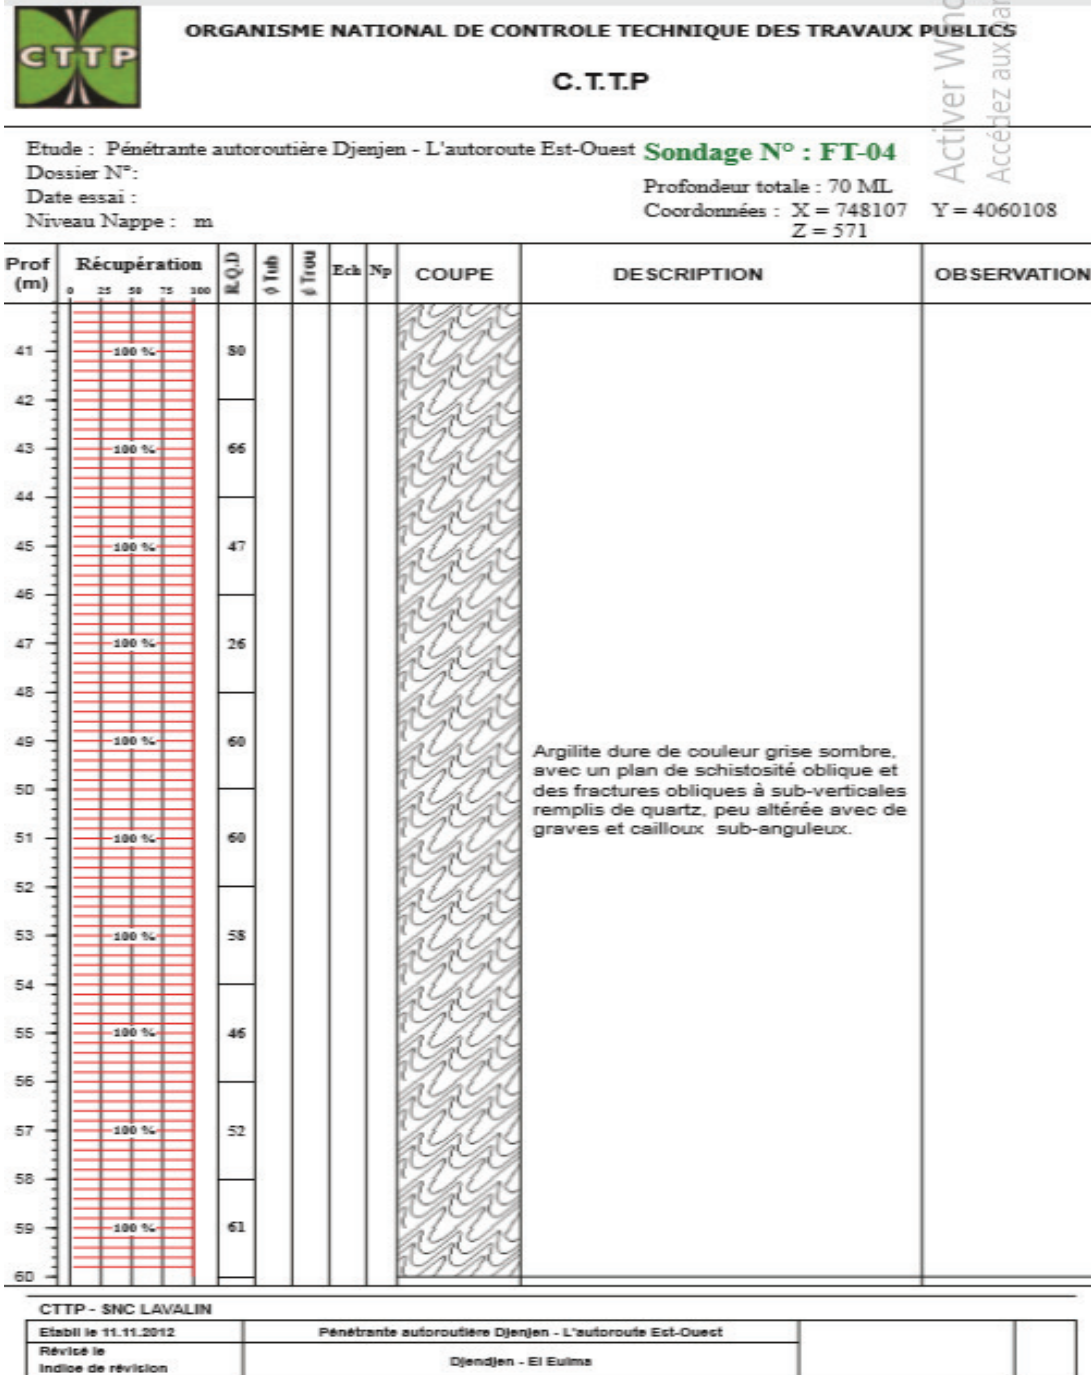 CTTP
ORGANISME NATIONAL DE CONTROLE TECHNIQUE DES TRAVAUX PUBLICS
C.T.T.P
Activer Wind
Accédez aux par
Etude : Pénétrante autoroutière Djenjen - L'autoroute Est-Ouest
Sondage N° : FT-04
Dossier N°:
Profondeur totale : 70 ML
Date essai :
Coordonnées : X = 748107 Y = 4060108
Niveau Nappe : m
Z = 571
Prof (m) Récupération R.Q.D ϕ Tub ϕ Trou Ech Np COUPE DESCRIPTION OBSERVATION
0 25 50 75 100
41 100 % 80
42
43 100 % 66
44
45 100 % 47
46
47 100 % 26
48
49 100 % 60
50
51 100 % 60
52
53 100 % 58
54
55 100 % 46
56
57 100 % 52
58
59 100 % 61
60
Argilite dure de couleur grise sombre,
avec un plan de schistosité oblique et
des fractures obliques à sub-verticales
remplis de quartz, peu altérée avec de
graves et cailloux sub-anguleux.
CTTP - SNC LAVALIN
Etabli le 11.11.2012
Pénétrante autoroutière Djenjen - L'autoroute Est-Ouest
Révisé le
Indice de révision
Djendjen - El Eulma